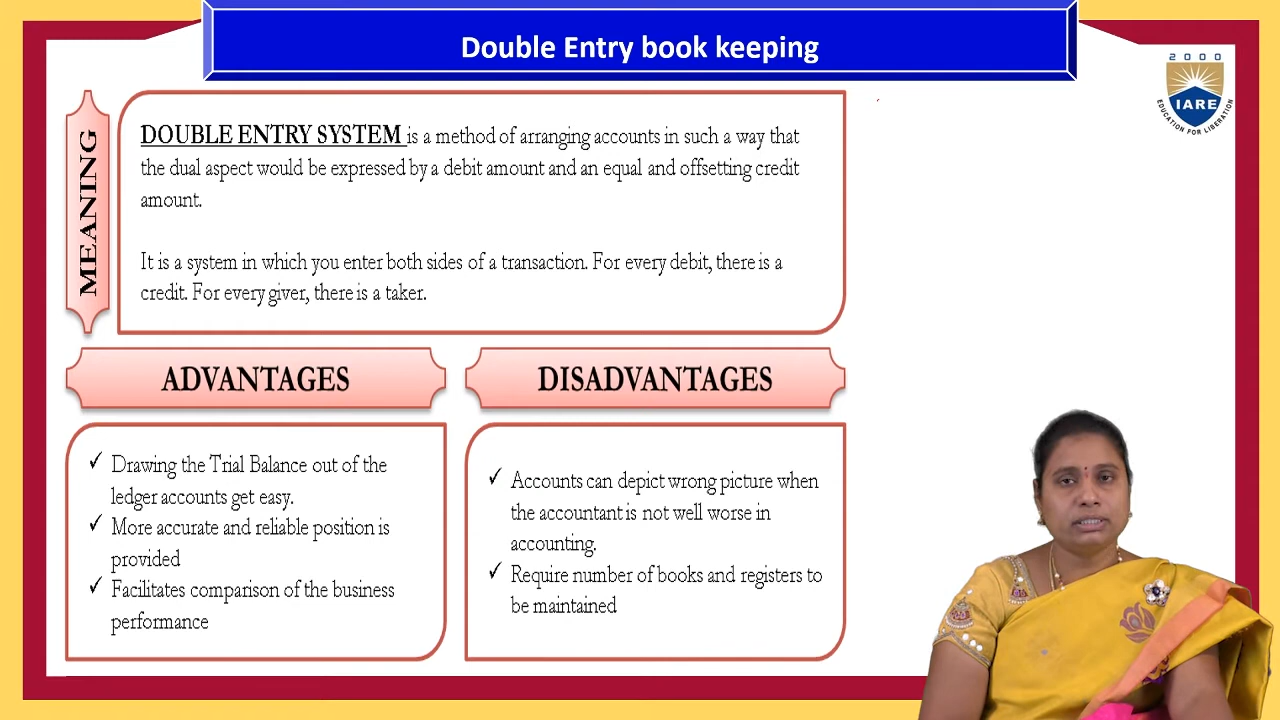 Double Entry book keeping
2000
IARE
EDUCATION FOR LIBERATION
MEANING
DOUBLE ENTRY SYSTEM is a method of arranging accounts in such a way that
the dual aspect would be expressed by a debit amount and an equal and offsetting credit
amount.
It is a system in which you enter both sides of a transaction. For every debit, there is a
credit. For every giver, there is a taker.
ADVANTAGES
✓ Drawing the Trial Balance out of the
ledger accounts get easy.
✓ More accurate and reliable position is
provided
✓ Facilitates comparison of the business
performance
DISADVANTAGES
✓ Accounts can depict wrong picture when
the accountant is not well worse in
accounting.
✓ Require number of books and registers to
be maintained